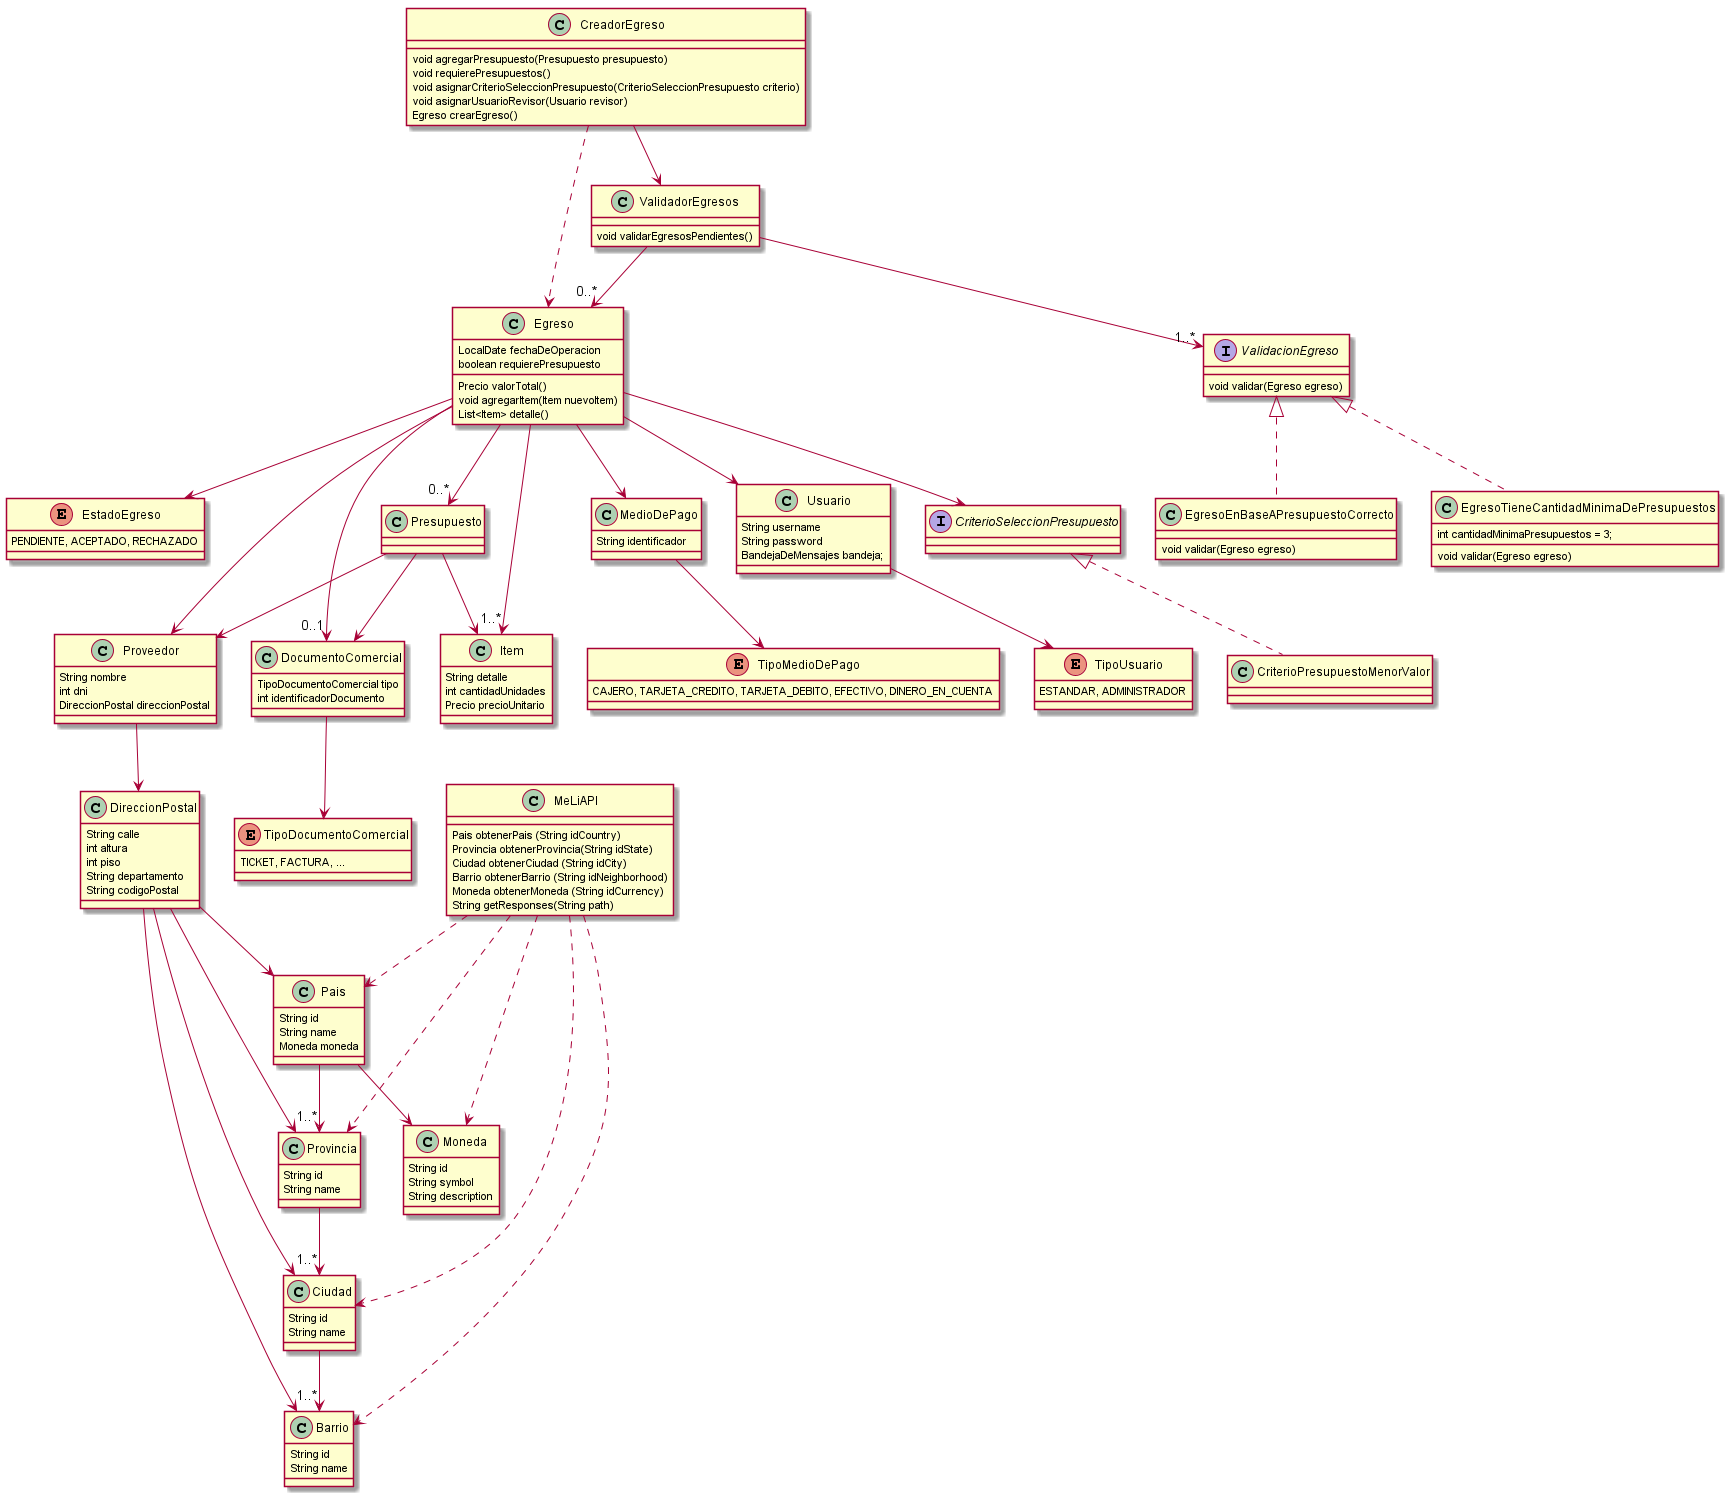 C CreadorEgreso
void agregarPresupuesto(Presupuesto presupuesto)
void requierePresupuestos()
void asignarCriterioSeleccionPresupuesto(CriterioSeleccionPresupuesto criterio)
void asignarUsuarioRevisor(Usuario revisor)
Egreso crearEgreso()
C ValidadorEgresos
void validarEgresosPendientes()
0..*
1..*
C Egreso
LocalDate fechaDeOperacion
boolean requierePresupuesto
Precio valorTotal()
void agregarItem(Item nuevoItem)
List<Item> detalle()
I ValidacionEgreso
void validar(Egreso egreso)
E EstadoEgreso
PENDIENTE, ACEPTADO, RECHAZADO
0..*
C Presupuesto
C MedioDePago
String identificador
C Usuario
String username
String password
BandejaDeMensajes bandeja;
I CriterioSeleccionPresupuesto
C EgresoEnBaseAPresupuestoCorrecto
void validar(Egreso egreso)
C EgresoTieneCantidadMinimaDePresupuestos
int cantidadMinimaPresupuestos = 3;
void validar(Egreso egreso)
C Proveedor
String nombre
int dni
DireccionPostal direccionPostal
0..1
C DocumentoComercial
TipoDocumentoComercial tipo
int identificadorDocumento
1..*
C Item
String detalle
int cantidadUnidades
Precio precioUnitario
E TipoMedioDePago
CAJERO, TARJETA_CREDITO, TARJETA_DEBITO, EFECTIVO, DINERO_EN_CUENTA
E TipoUsuario
ESTANDAR, ADMINISTRADOR
C CriterioPresupuestoMenorValor
C DireccionPostal
String calle
int altura
int piso
String departamento
String codigoPostal
E TipoDocumentoComercial
TICKET, FACTURA, ...
C MeLiAPI
Pais obtenerPais (String idCountry)
Provincia obtenerProvincia(String idState)
Ciudad obtenerCiudad (String idCity)
Barrio obtenerBarrio (String idNeighborhood)
Moneda obtenerMoneda (String idCurrency)
String getResponses(String path)
C Pais
String id
String name
Moneda moneda
1..*
C Provincia
String id
String name
C Moneda
String id
String symbol
String description
1..*
C Ciudad
String id
String name
1..*
C Barrio
String id
String name